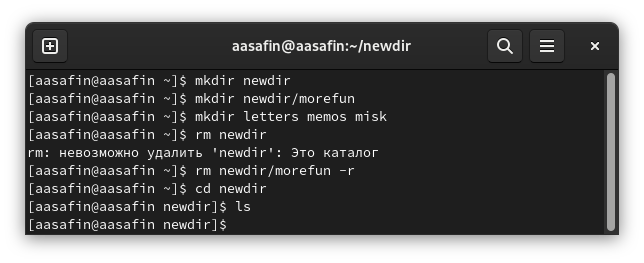 aasafin@aasafin:~/newdir
[aasafin@aasafin ~]$ mkdir newdir
[aasafin@aasafin ~]$ mkdir newdir/morefun
[aasafin@aasafin ~]$ mkdir letters memos misk
[aasafin@aasafin ~]$ rm newdir
rm: невозможно удалить 'newdir': Это каталог
[aasafin@aasafin ~]$ rm newdir/morefun -r
[aasafin@aasafin ~]$ cd newdir
[aasafin@aasafin newdir]$ ls
[aasafin@aasafin newdir]$